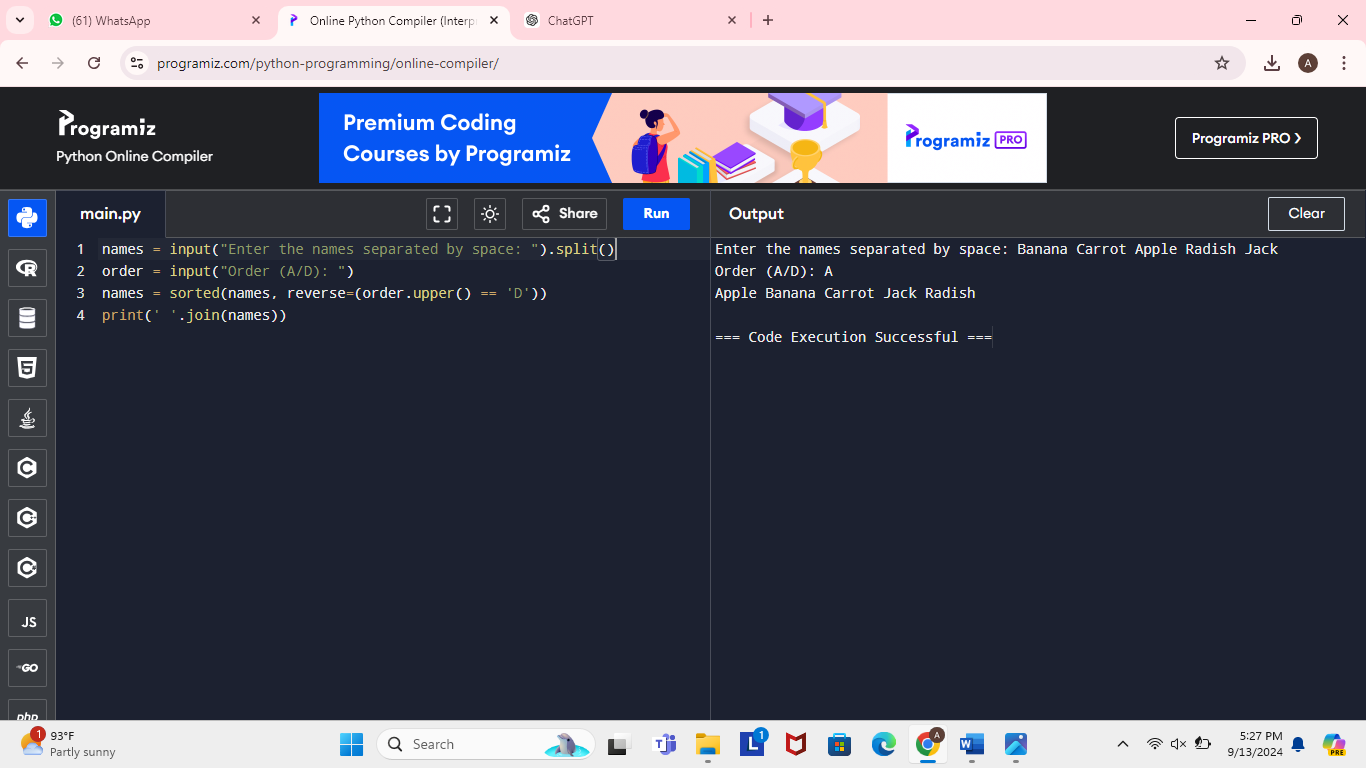 (61) WhatsApp
Online Python Compiler (Interp
ChatGPT
programiz.com/python-programming/online-compiler/
A
Programiz
Python Online Compiler
Premium Coding
Courses by Programiz
Programiz PRO
Programiz PRO
main.py
Share
Run
Output
Clear
1 names = input("Enter the names separated by space: ").split()
2 order = input("Order (A/D): ")
3 names = sorted(names, reverse=(order.upper() == 'D'))
4 print(' '.join(names))
Enter the names separated by space: Banana Carrot Apple Radish Jack
Order (A/D): A
Apple Banana Carrot Jack Radish
=== Code Execution Successful ===
JS
GO
php
1
93°F
Partly sunny
Search
T
L
1
A
W
PRE
5:27 PM
9/13/2024